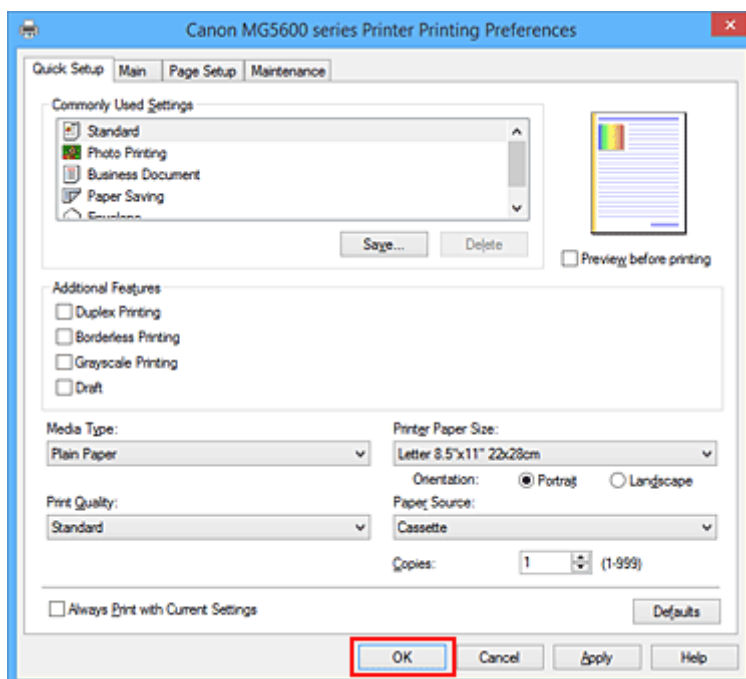 Canon MG5600 series Printer Printing Preferences
Quick Setup Main Page Setup Maintenance
Commonly Used Settings
Standard
Photo Printing
Business Document
Paper Saving
Envelope
Save... Delete
Preview before printing
Additional Features
Duplex Printing
Borderless Printing
Grayscale Printing
Draft
Media Type:
Plain Paper
Printer Paper Size:
Letter 8.5"x11" 22x28cm
Orientation: Portrait Landscape
Print Quality:
Standard
Paper Source:
Cassette
Copies: 1 (1-999)
Always Print with Current Settings
Defaults
OK Cancel Apply Help